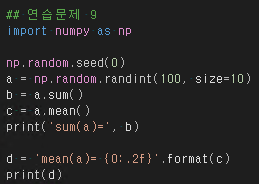 ## 연습문제 9
import numpy as np
np.random.seed(0)
a = np.random.randint(100, size=10)
b = a.sum()
c = a.mean()
print('sum(a)=', b)
d = 'mean(a)= {0:.2f}'.format(c)
print(d)